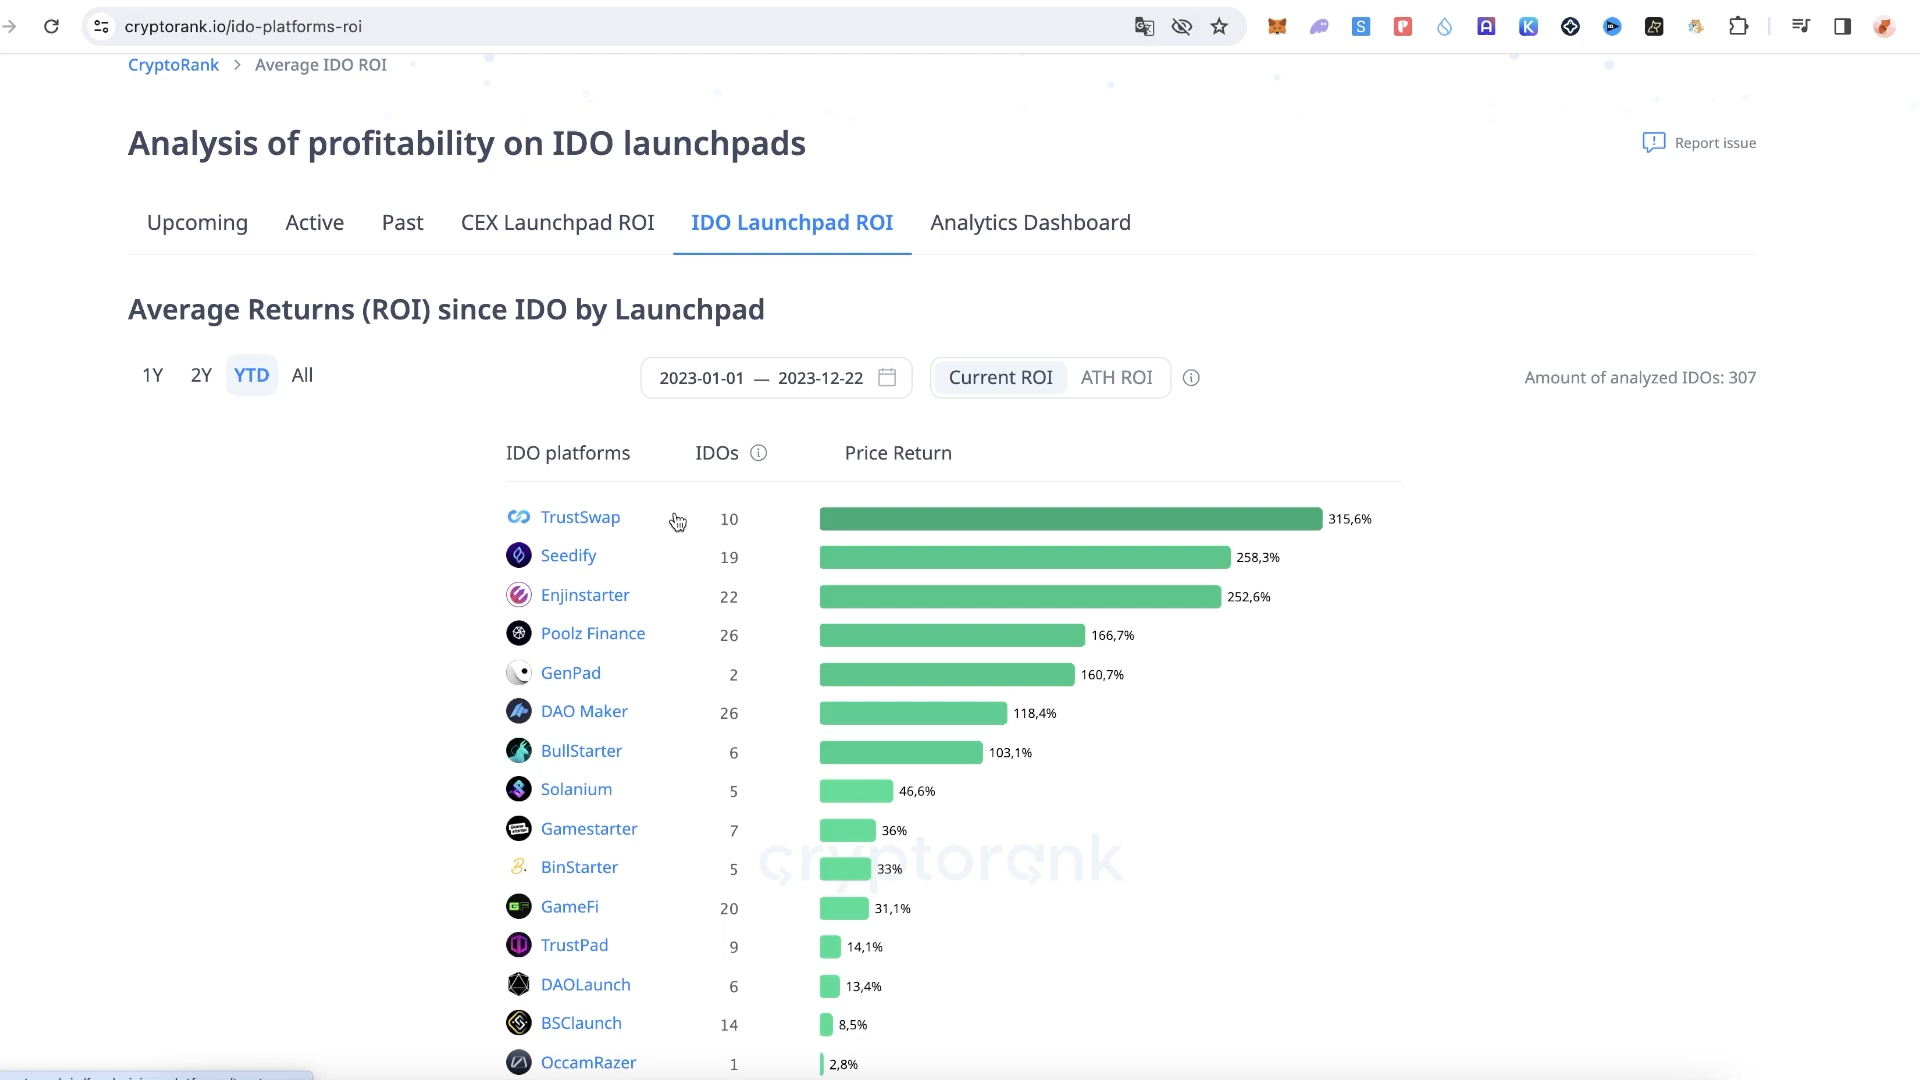 cryptorank.io/ido-platforms-roi
CryptoRank > Average IDO ROI
Analysis of profitability on IDO launchpads
Report issue
Upcoming Active Past CEX Launchpad ROI IDO Launchpad ROI Analytics Dashboard
Average Returns (ROI) since IDO by Launchpad
1Y 2Y YTD All 2023-01-01 — 2023-12-22 Current ROI ATH ROI Amount of analyzed IDOs: 307
IDO platforms IDOs Price Return
TrustSwap 10 315,6%
Seedify 19 258,3%
Enjinstarter 22 252,6%
Poolz Finance 26 166,7%
GenPad 2 160,7%
DAO Maker 26 118,4%
BullStarter 6 103,1%
Solanium 5 46,6%
Gamestarter 7 36%
cryptorank
BinStarter 5 33%
GameFi 20 31,1%
TrustPad 9 14,1%
DAOLaunch 6 13,4%
BSClaunch 14 8,5%
OccamRazer 1 2,8%